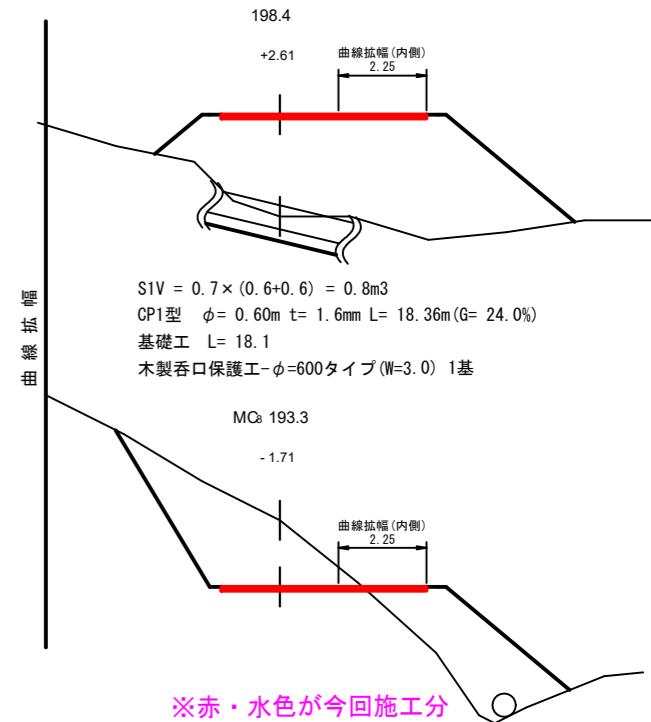 198.4
+2.61
曲線拡幅(内側)
2.25
曲線拡幅
S1V = 0.7×(0.6+0.6) = 0.8m3
CP1型 φ= 0.60m t= 1.6mm L= 18.36m(G= 24.0%)
基礎工 L= 18.1
木製呑口保護工-φ=600タイプ(W=3.0) 1基
MC8 193.3
-1.71
曲線拡幅(内側)
2.25
※赤・水色が今回施工分